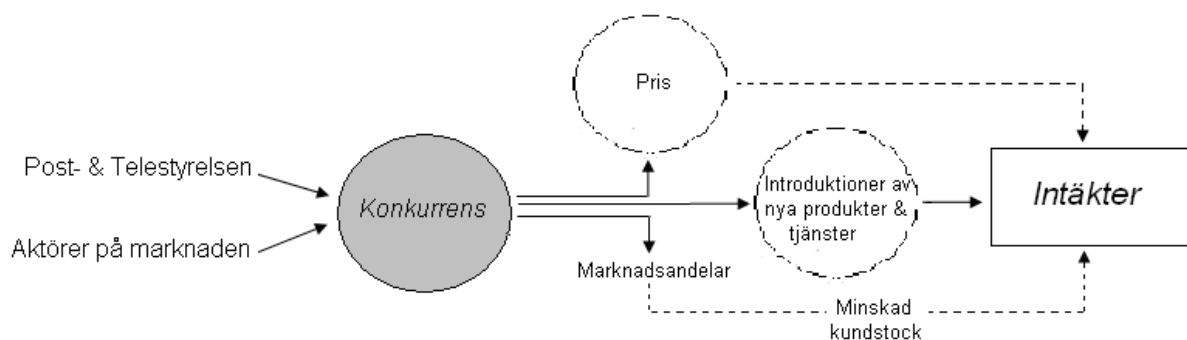 Pris
Post- & Telestyrelsen
Aktörer på marknaden
Konkurrens
Introduktioner av
nya produkter &
tjänster
Intäkter
Marknadsandelar
Minskad
kundstock